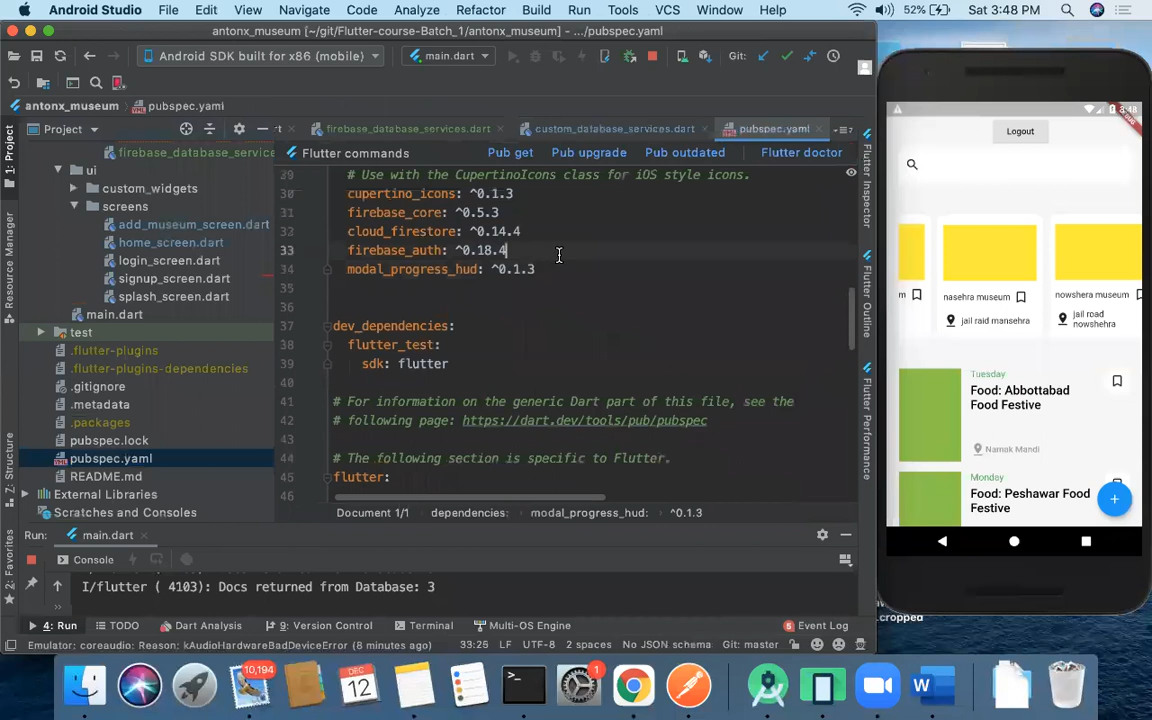 Android Studio File Edit View Navigate Code Analyze Refactor Build Run Tools VCS Window Help 52% Sat 3:48 PM
antonx_museum [~/git/Flutter-course-Batch_1/antonx_museum] – .../pubspec.yaml
Android SDK built for x86 (mobile) main.dart Git:
antonx_museum pubspec.yaml
Project firebase_database_services.dart custom_database_services.dart pubspec.yaml
Flutter commands Pub get Pub upgrade Pub outdated Flutter doctor
firebase_database_service
ui
custom_widgets
screens
add_museum_screen.dart
home_screen.dart
login_screen.dart
signup_screen.dart
splash_screen.dart
main.dart
test
.flutter-plugins
.flutter-plugins-dependencies
.gitignore
.metadata
.packages
pubspec.lock
pubspec.yaml
README.md
External Libraries
Scratches and Consoles
1: Project
Resource Manager
Z: Structure
2: Favorites
29 # Use with the CupertinoIcons class for iOS style icons.
30 cupertino_icons: ^0.1.3
31 firebase_core: ^0.5.3
32 cloud_firestore: ^0.14.4
33 firebase_auth: ^0.18.4
34 modal_progress_hud: ^0.1.3
35
36
37 dev_dependencies:
38 flutter_test:
39 sdk: flutter
40
41 # For information on the generic Dart part of this file, see the
42 # following page: https://dart.dev/tools/pub/pubspec
43
44 # The following section is specific to Flutter.
45 flutter:
46
Document 1/1 dependencies: modal_progress_hud: ^0.1.3
Flutter Inspector
Flutter Outline
Flutter Performance
Run: main.dart
Console
I/flutter ( 4103): Docs returned from Database: 3
4: Run TODO Dart Analysis 9: Version Control Terminal Multi-OS Engine 5 Event Log
Emulator: coreaudio: Reason: kAudioHardwareBadDeviceError (8 minutes ago) 33:25 LF UTF-8 2 spaces No JSON schema Git: master
3:48
Logout
m
nasehra museum
jail raid mansehra
nowshera museum
jail road
nowshera
Tuesday
Food: Abbottabad
Food Festive
Namak Mandi
Monday
Food: Peshawar Food
Festive
+
.cropped
10,194
DEC
12
1